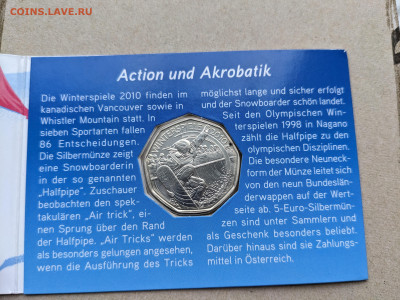 COINS.LAVE.RU
Action und Akrobatik
Die Winterspiele 2010 finden im
kanadischen Vancouver sowie in
Whistler Mountain statt. In
sieben Sportarten fallen
86 Entscheidungen.
Die Silbermünze zeigt
eine Snowboarderin
in der so genannten
„Halfpipe". Zuschauer
beobachten den spek-
takulären „Air trick", ei-
nen Sprung über den Rand
der Halfpipe. „Air Tricks" werden
als besonders gelungen angesehen,
wenn die Ausführung des Tricks
möglichst lange und sicher erfolgt
und der Snowboarder schön landet.
Seit den Olympischen Win-
terspielen 1998 in Nagano
zählt die Halfpipe zu den
olympischen Disziplinen.
Die besondere Neuneck-
form der Münze leitet sich
von den neun Bundeslän-
derwappen auf der Wert-
seite ab. 5-Euro-Silbermün-
zen sind unter Sammlern und
als Geschenk besonders beliebt.
Darüber hinaus sind sie Zahlungs-
mittel in Österreich.